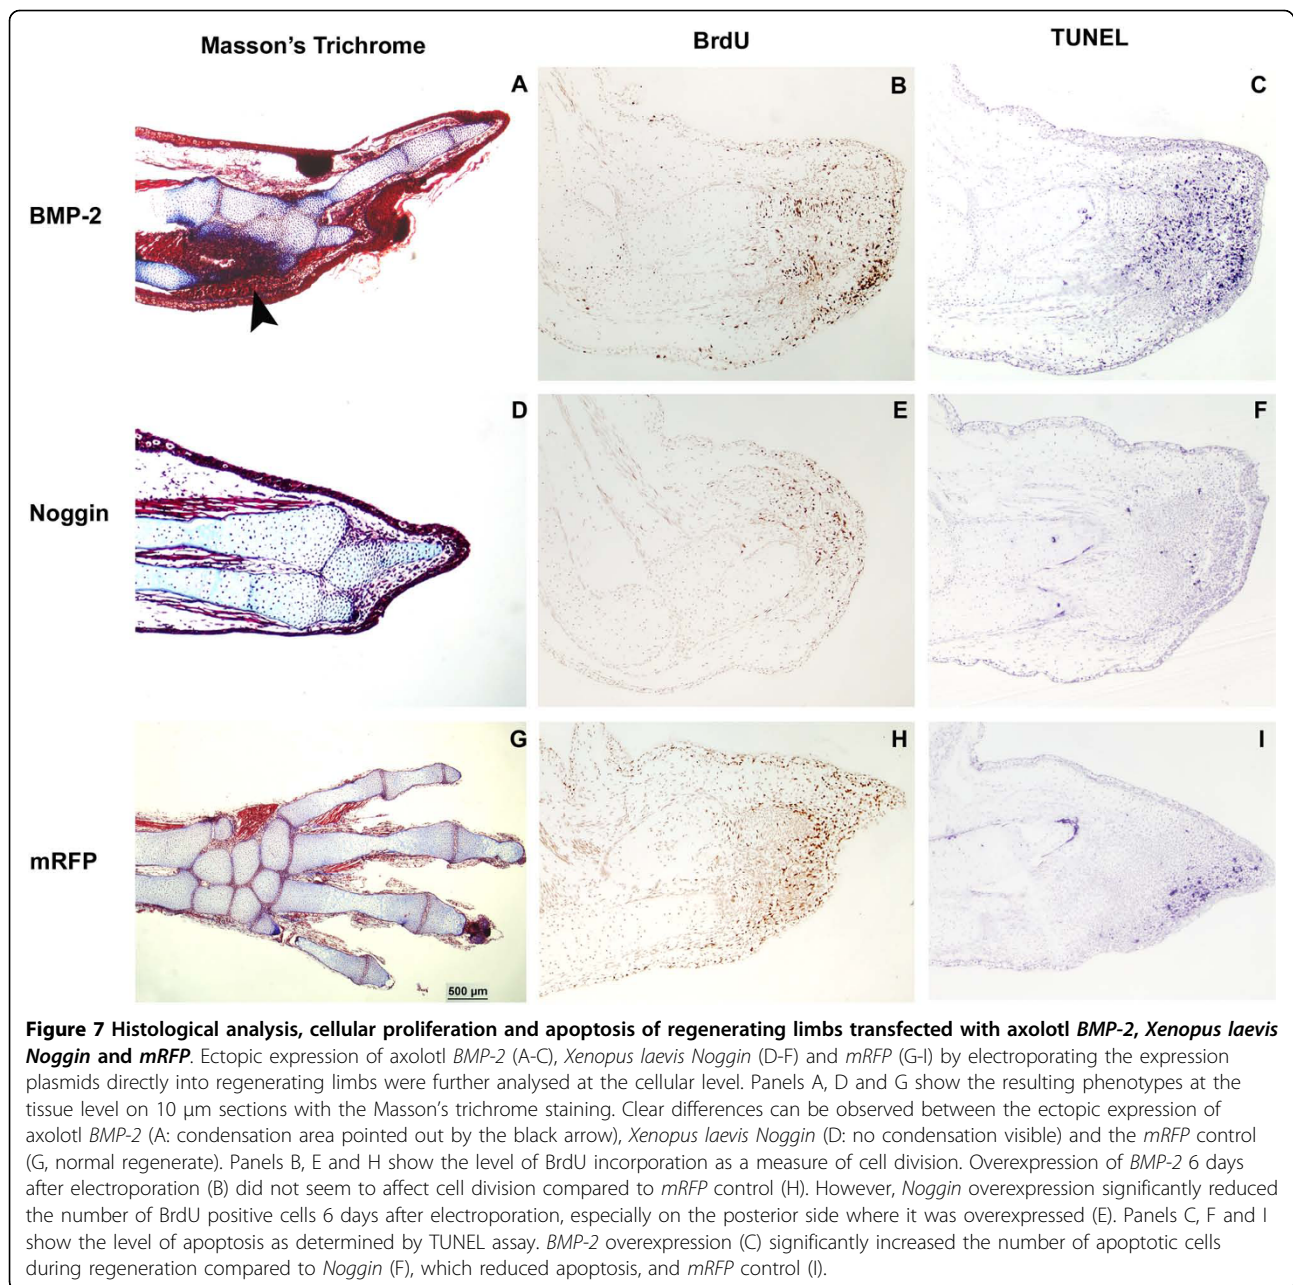 Masson's Trichrome
BrdU
TUNEL
A
B
C
BMP-2
D
E
F
Noggin
G
H
I
mRFP
500 µm
Figure 7 Histological analysis, cellular proliferation and apoptosis of regenerating limbs transfected with axolotl BMP-2, Xenopus laevis
Noggin and mRFP. Ectopic expression of axolotl BMP-2 (A-C), Xenopus laevis Noggin (D-F) and mRFP (G-I) by electroporating the expression
plasmids directly into regenerating limbs were further analysed at the cellular level. Panels A, D and G show the resulting phenotypes at the
tissue level on 10 µm sections with the Masson's trichrome staining. Clear differences can be observed between the ectopic expression of
axolotl BMP-2 (A: condensation area pointed out by the black arrow), Xenopus laevis Noggin (D: no condensation visible) and the mRFP control
(G, normal regenerate). Panels B, E and H show the level of BrdU incorporation as a measure of cell division. Overexpression of BMP-2 6 days
after electroporation (B) did not seem to affect cell division compared to mRFP control (H). However, Noggin overexpression significantly reduced
the number of BrdU positive cells 6 days after electroporation, especially on the posterior side where it was overexpressed (E). Panels C, F and I
show the level of apoptosis as determined by TUNEL assay. BMP-2 overexpression (C) significantly increased the number of apoptotic cells
during regeneration compared to Noggin (F), which reduced apoptosis, and mRFP control (I).